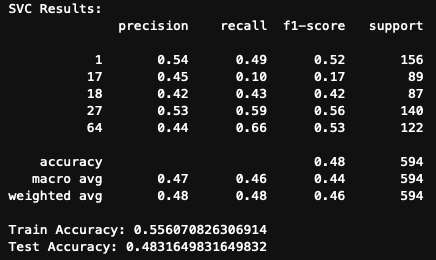 SVC Results:
precision recall f1-score support
1 0.54 0.49 0.52 156
17 0.45 0.10 0.17 89
18 0.42 0.43 0.42 87
27 0.53 0.59 0.56 140
64 0.44 0.66 0.53 122
accuracy 0.48 594
macro avg 0.47 0.46 0.44 594
weighted avg 0.48 0.48 0.46 594
Train Accuracy: 0.556070826306914
Test Accuracy: 0.4831649831649832